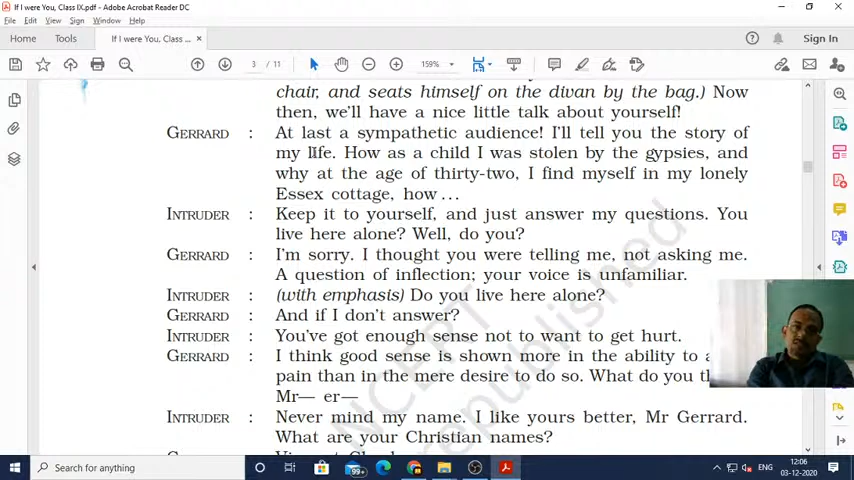 If I were You, Class IX.pdf - Adobe Acrobat Reader DC
File Edit View Sign Window Help
Home Tools If I were You, Class ... × Sign In
3 / 11 159%
chair, and seats himself on the divan by the bag.) Now
then, we'll have a nice little talk about yourself!
GERRARD : At last a sympathetic audience! I'll tell you the story of
my life. How as a child I was stolen by the gypsies, and
why at the age of thirty-two, I find myself in my lonely
Essex cottage, how ...
INTRUDER : Keep it to yourself, and just answer my questions. You
live here alone? Well, do you?
GERRARD : I'm sorry. I thought you were telling me, not asking me.
A question of inflection; your voice is unfamiliar.
INTRUDER : (with emphasis) Do you live here alone?
GERRARD : And if I don't answer?
INTRUDER : You've got enough sense not to want to get hurt.
GERRARD : I think good sense is shown more in the ability to
pain than in the mere desire to do so. What do you
Mr— er—
INTRUDER : Never mind my name. I like yours better, Mr Gerrard.
What are your Christian names?
NCERT
republished
Search for anything
99+
ENG
12:06
03-12-2020